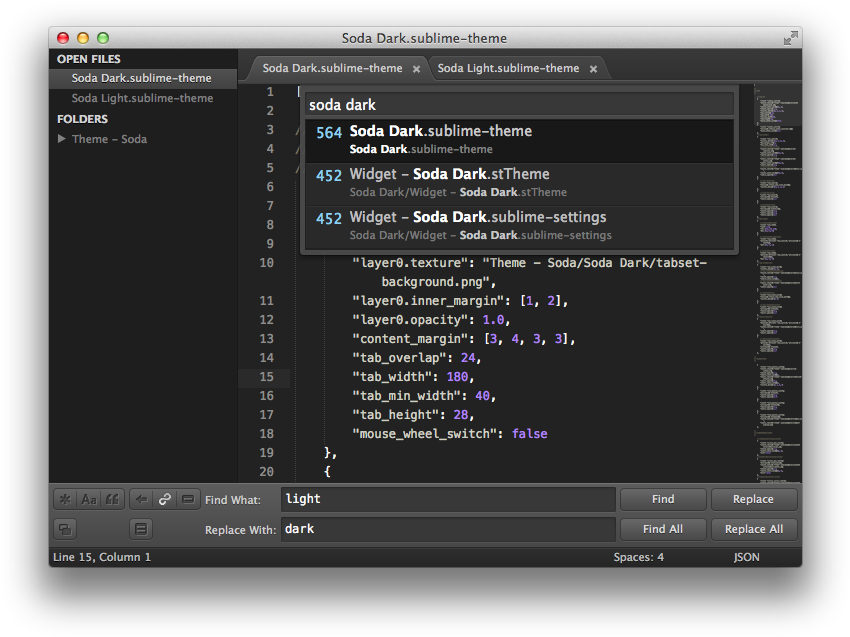 Soda Dark.sublime-theme
OPEN FILES
Soda Dark.sublime-theme
Soda Light.sublime-theme
FOLDERS
Theme – Soda
Soda Dark.sublime-theme ×
Soda Light.sublime-theme ×
soda dark
564 Soda Dark.sublime-theme
Soda Dark.sublime-theme
452 Widget – Soda Dark.stTheme
Soda Dark/Widget – Soda Dark.stTheme
452 Widget – Soda Dark.sublime-settings
Soda Dark/Widget – Soda Dark.sublime-settings
1
2
3 /
4 /
5 /
6
7
8
9
10 "layer0.texture": "Theme - Soda/Soda Dark/tabset-
background.png",
11 "layer0.inner_margin": [1, 2],
12 "layer0.opacity": 1.0,
13 "content_margin": [3, 4, 3, 3],
14 "tab_overlap": 24,
15 "tab_width": 180,
16 "tab_min_width": 40,
17 "tab_height": 28,
18 "mouse_wheel_switch": false
19 },
20 {
Aa Find What: light Find Replace
Replace With: dark Find All Replace All
Line 15, Column 1 Spaces: 4 JSON